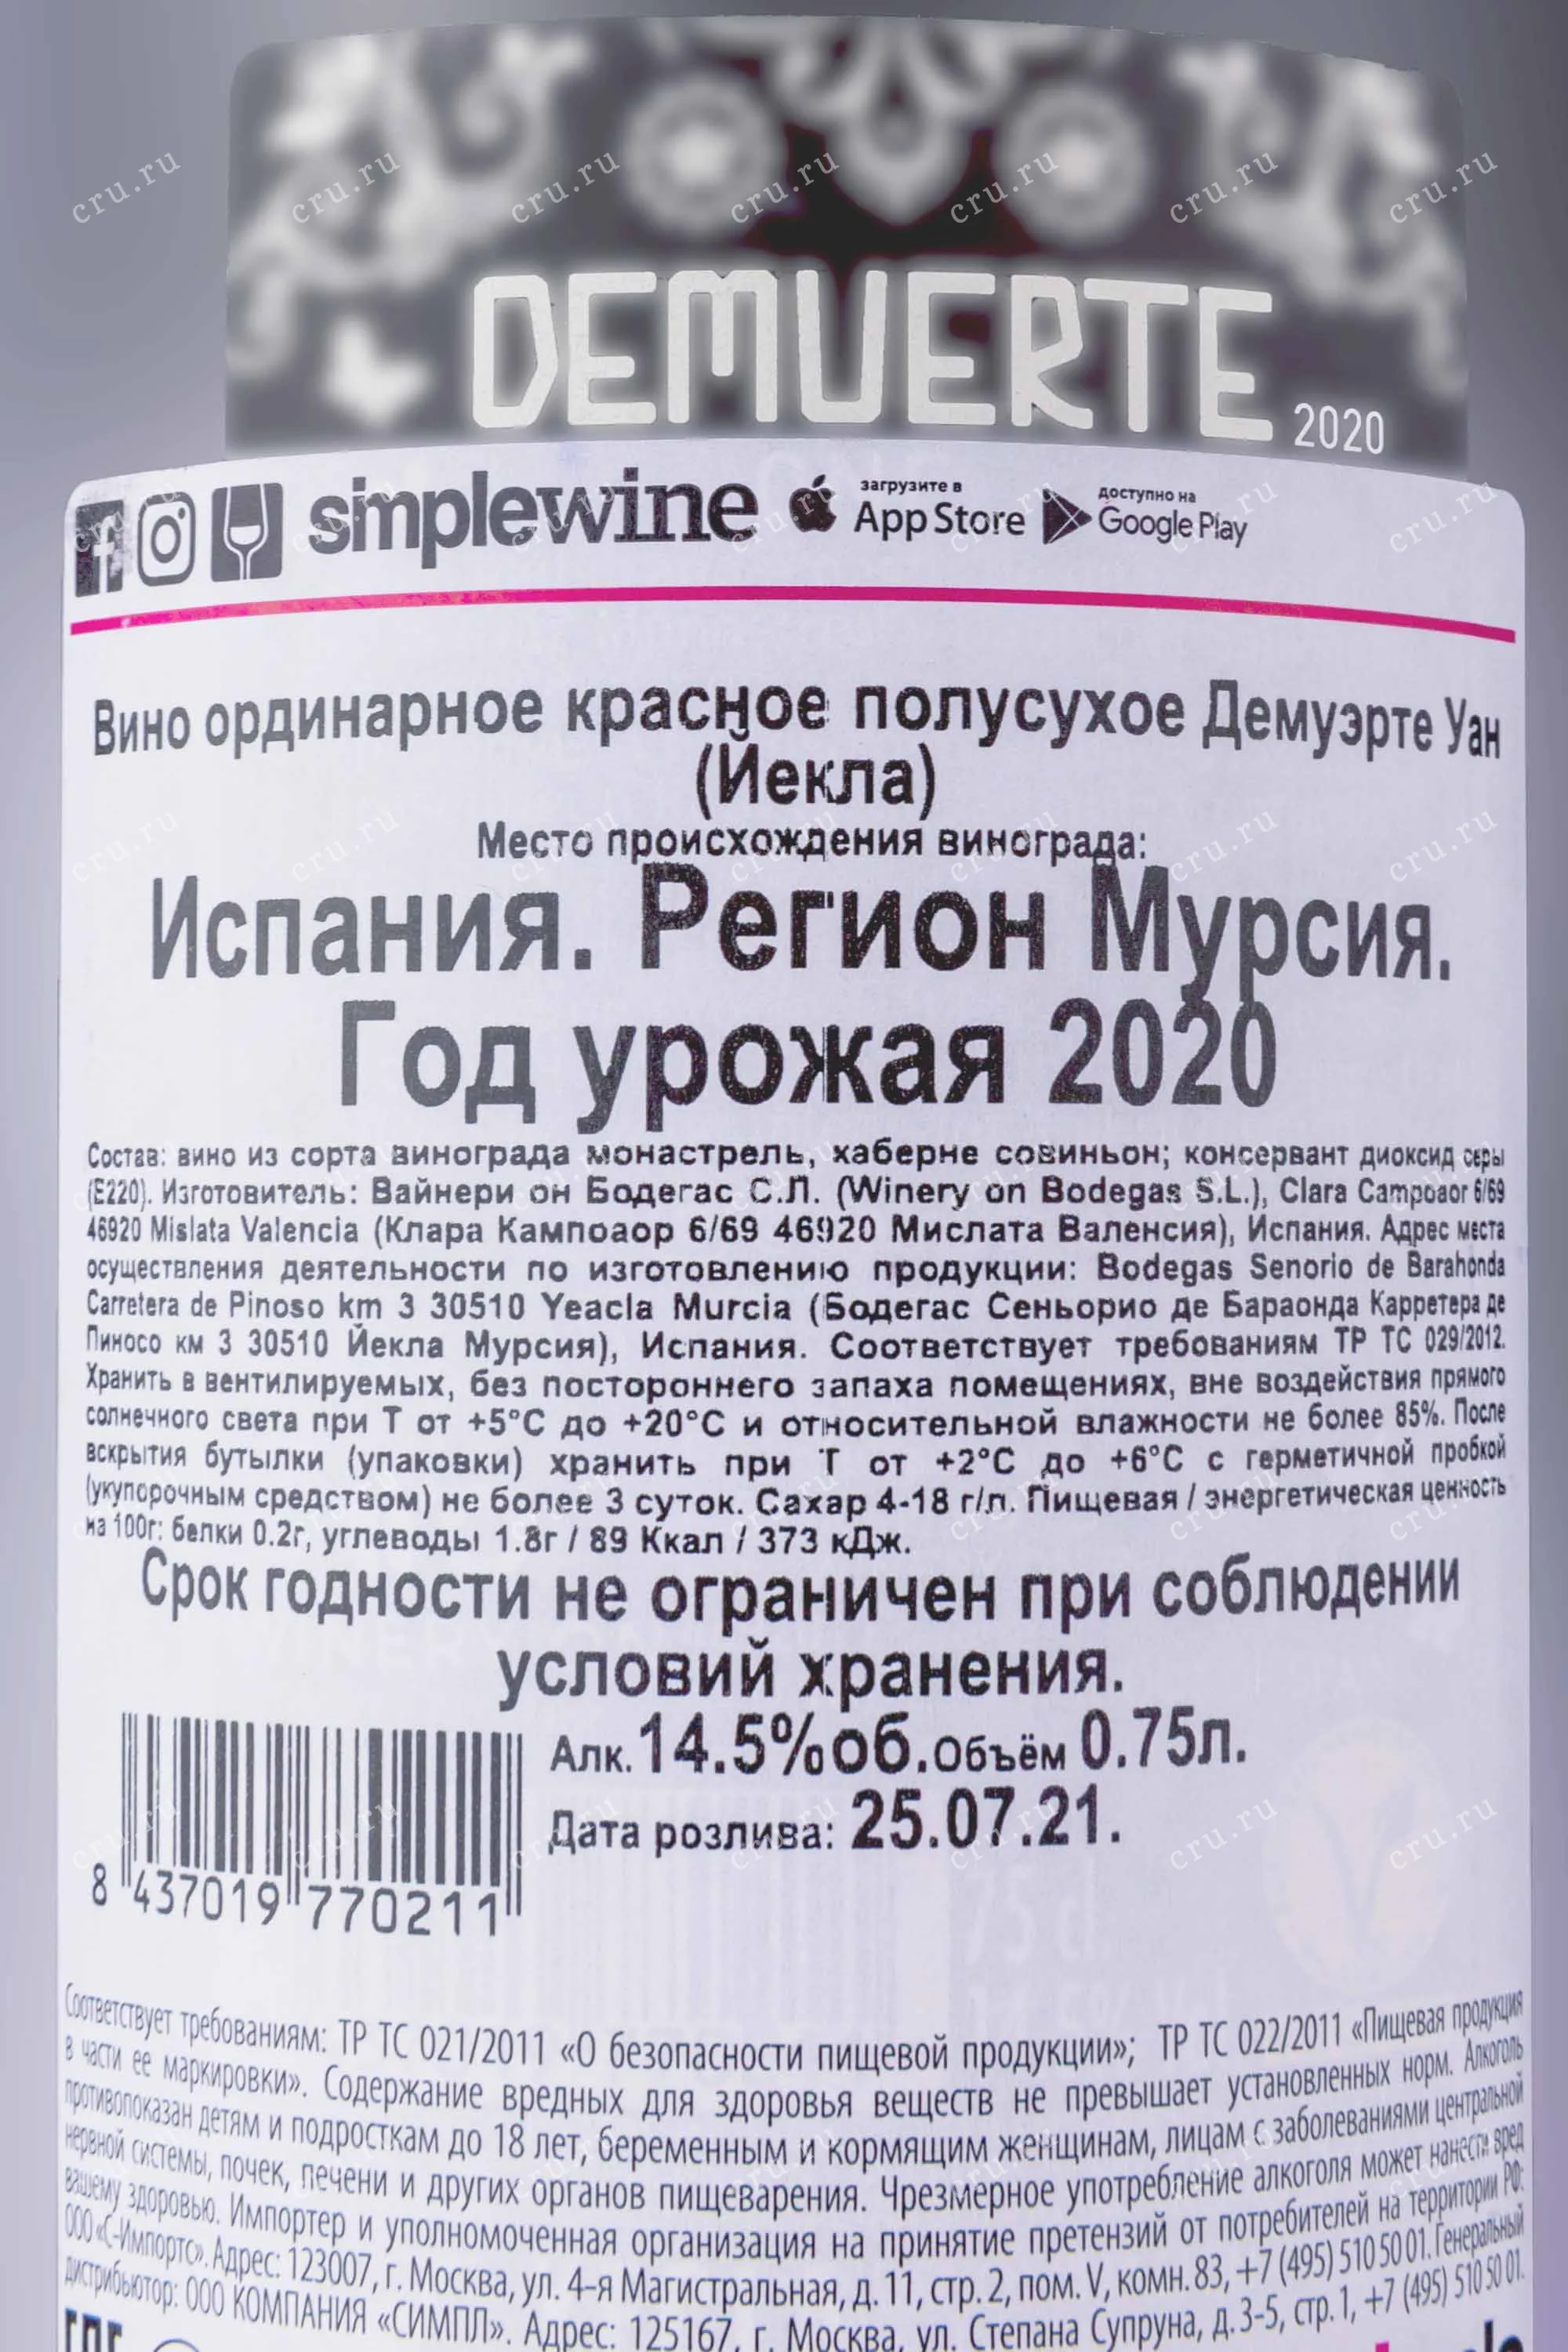 DEMUERTE 2020
simplewine загрузите в App Store доступно на Google Play
Вино ординарное красное полусухое Демуэрте Уан
(Йекла)
Место происхождения винограда:
Испания. Регион Мурсия.
Год урожая 2020
Состав: вино из сорта винограда монастрель, каберне совиньон; консервант диоксид серы
(Е220). Изготовитель: Вайнери он Бодегас С.Л. (Winery on Bodegas S.L.), Clara Campoaor 6/69
46920 Mislata Valencia (Клара Кампоаор 6/69 46920 Мислата Валенсия), Испания. Адрес места
осуществления деятельности по изготовлению продукции: Bodegas Senorio de Barahonda
Carretera de Pinoso km 3 30510 Yeacla Murcia (Бодегас Сеньорио де Бараонда Карретера де
Пиносо км 3 30510 Йекла Мурсия), Испания. Соответствует требованиям ТР ТС 029/2012.
Хранить в вентилируемых, без постороннего запаха помещениях, вне воздействия прямого
солнечного света при Т от +5°С до +20°С и относительной влажности не более 85%. После
вскрытия бутылки (упаковки) хранить при Т от +2°С до +6°С с герметичной пробкой
(укупорочным средством) не более 3 суток. Сахар 4-18 г/л. Пищевая / энергетическая ценность
на 100г: белки 0.2г, углеводы 1.8г / 89 Ккал / 373 кДж.
Срок годности не ограничен при соблюдении
условий хранения.
Алк. 14.5%об. Объём 0.75л.
Дата розлива: 25.07.21.
8 437019 770211
Соответствует требованиям: ТР ТС 021/2011 «О безопасности пищевой продукции»; ТР ТС 022/2011 «Пищевая продукция
в части ее маркировки». Содержание вредных для здоровья веществ не превышает установленных норм. Алкоголь
противопоказан детям и подросткам до 18 лет, беременным и кормящим женщинам, лицам с заболеваниями центральной
нервной системы, почек, печени и других органов пищеварения. Чрезмерное употребление алкоголя может нанести вред
вашему здоровью. Импортер и уполномоченная организация на принятие претензий от потребителей на территории РФ:
ООО «С-Импортс». Адрес: 123007, г. Москва, ул. 4-я Магистральная, д. 11, стр. 2, пом. V, комн. 83, +7 (495) 510 50 01. Генеральный
дистрибьютор: ООО КОМПАНИЯ «СИМПЛ». Адрес: 125167, г. Москва, ул. Степана Супруна, д. 3-5, стр. 1, +7 (495) 510 50 01.